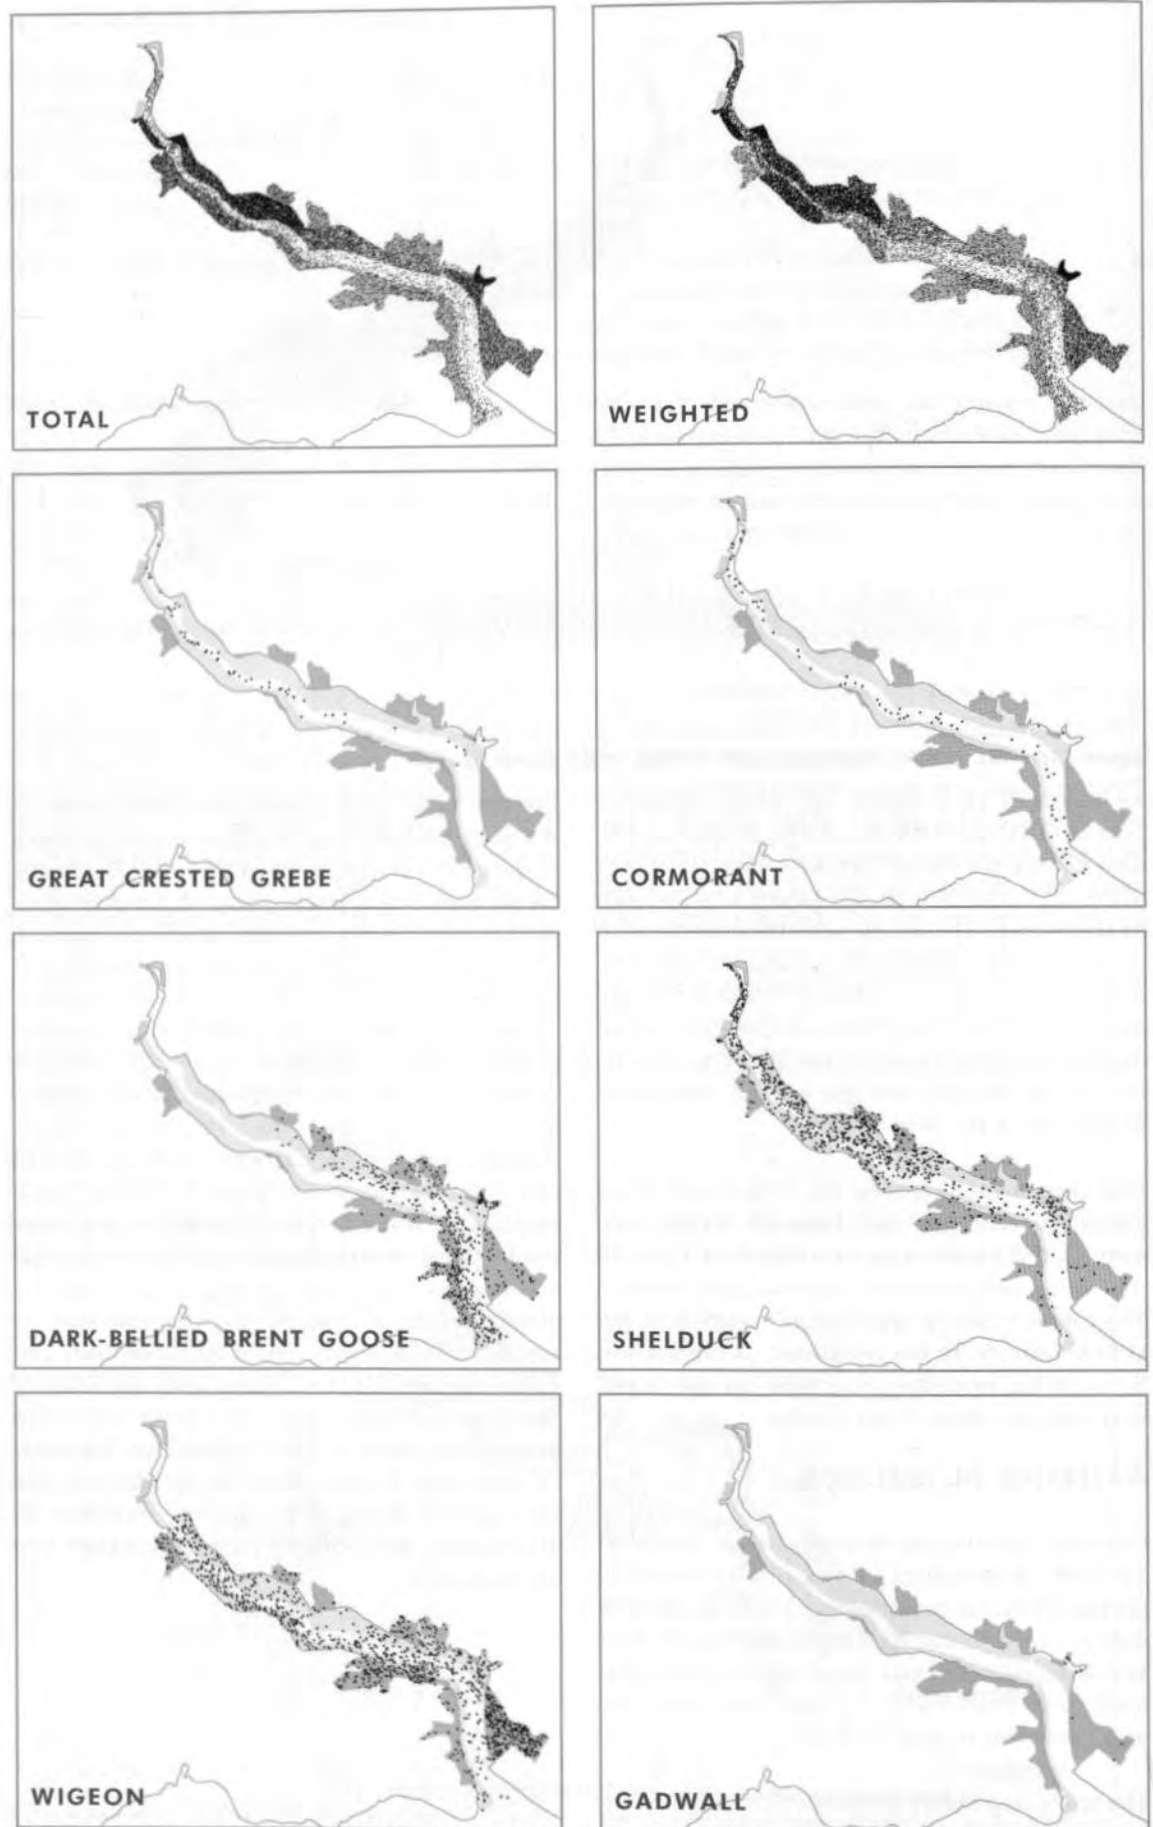 TOTAL
WEIGHTED
GREAT CRESTED GREBE
CORMORANT
DARK-BELLIED BRENT GOOSE
SHELDUCK
WIGEON
GADWALL